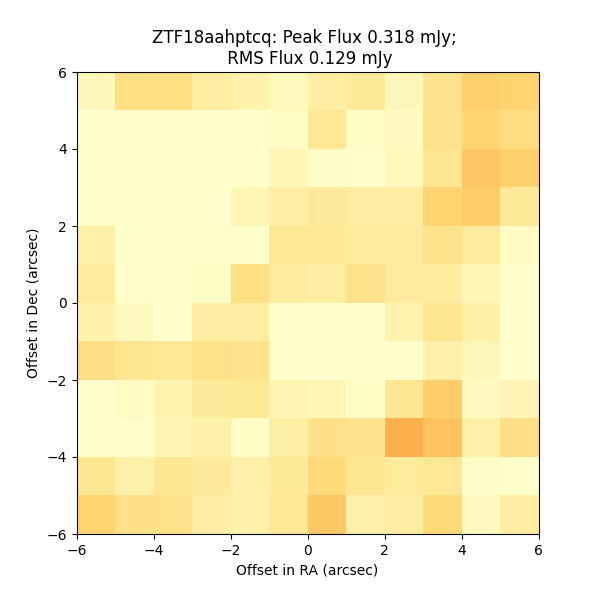 ZTF18aahptcq: Peak Flux 0.318 mJy;
RMS Flux 0.129 mJy
6
4
2
0
−2
−4
−6
Offset in Dec (arcsec)
−6 −4 −2 0 2 4 6
Offset in RA (arcsec)